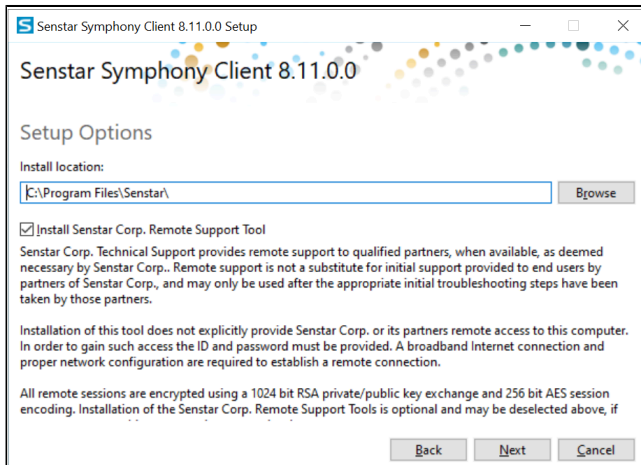 Senstar Symphony Client 8.11.0.0 Setup
Senstar Symphony Client 8.11.0.0
Setup Options
Install location:
C:\Program Files\Senstar\
Browse
Install Senstar Corp. Remote Support Tool
Senstar Corp. Technical Support provides remote support to qualified partners, when available, as deemed
necessary by Senstar Corp.. Remote support is not a substitute for initial support provided to end users by
partners of Senstar Corp., and may only be used after the appropriate initial troubleshooting steps have been
taken by those partners.
Installation of this tool does not explicitly provide Senstar Corp. or its partners remote access to this computer.
In order to gain such access the ID and password must be provided. A broadband Internet connection and
proper network configuration are required to establish a remote connection.
All remote sessions are encrypted using a 1024 bit RSA private/public key exchange and 256 bit AES session
encoding. Installation of the Senstar Corp. Remote Support Tools is optional and may be deselected above, if
Back
Next
Cancel